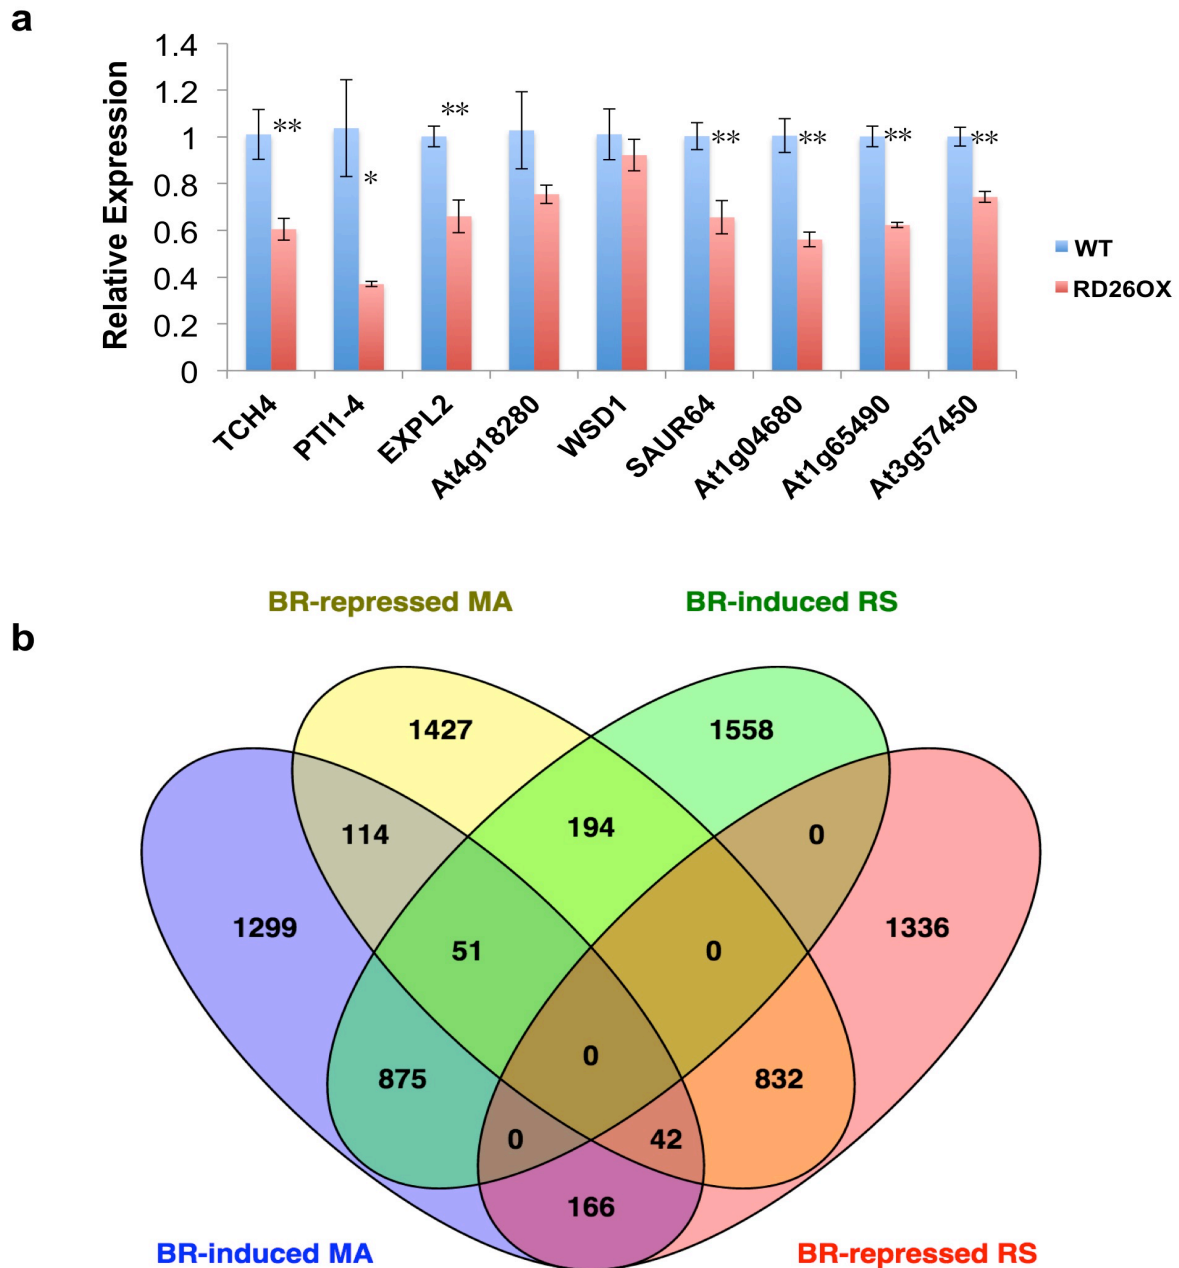 a
1.4
1.2
1
0.8
0.6
0.4
0.2
0
Relative Expression
**
*
**
**
**
**
**
TCH4
PTI1-4
EXPL2
At4g18280
WSD1
SAUR64
At1g04680
At1g65490
At3g57450
WT
RD26OX
b
BR-repressed MA
BR-induced RS
1427
1558
114
194
0
1299
51
0
1336
875
0
832
0
42
166
BR-induced MA
BR-repressed RS